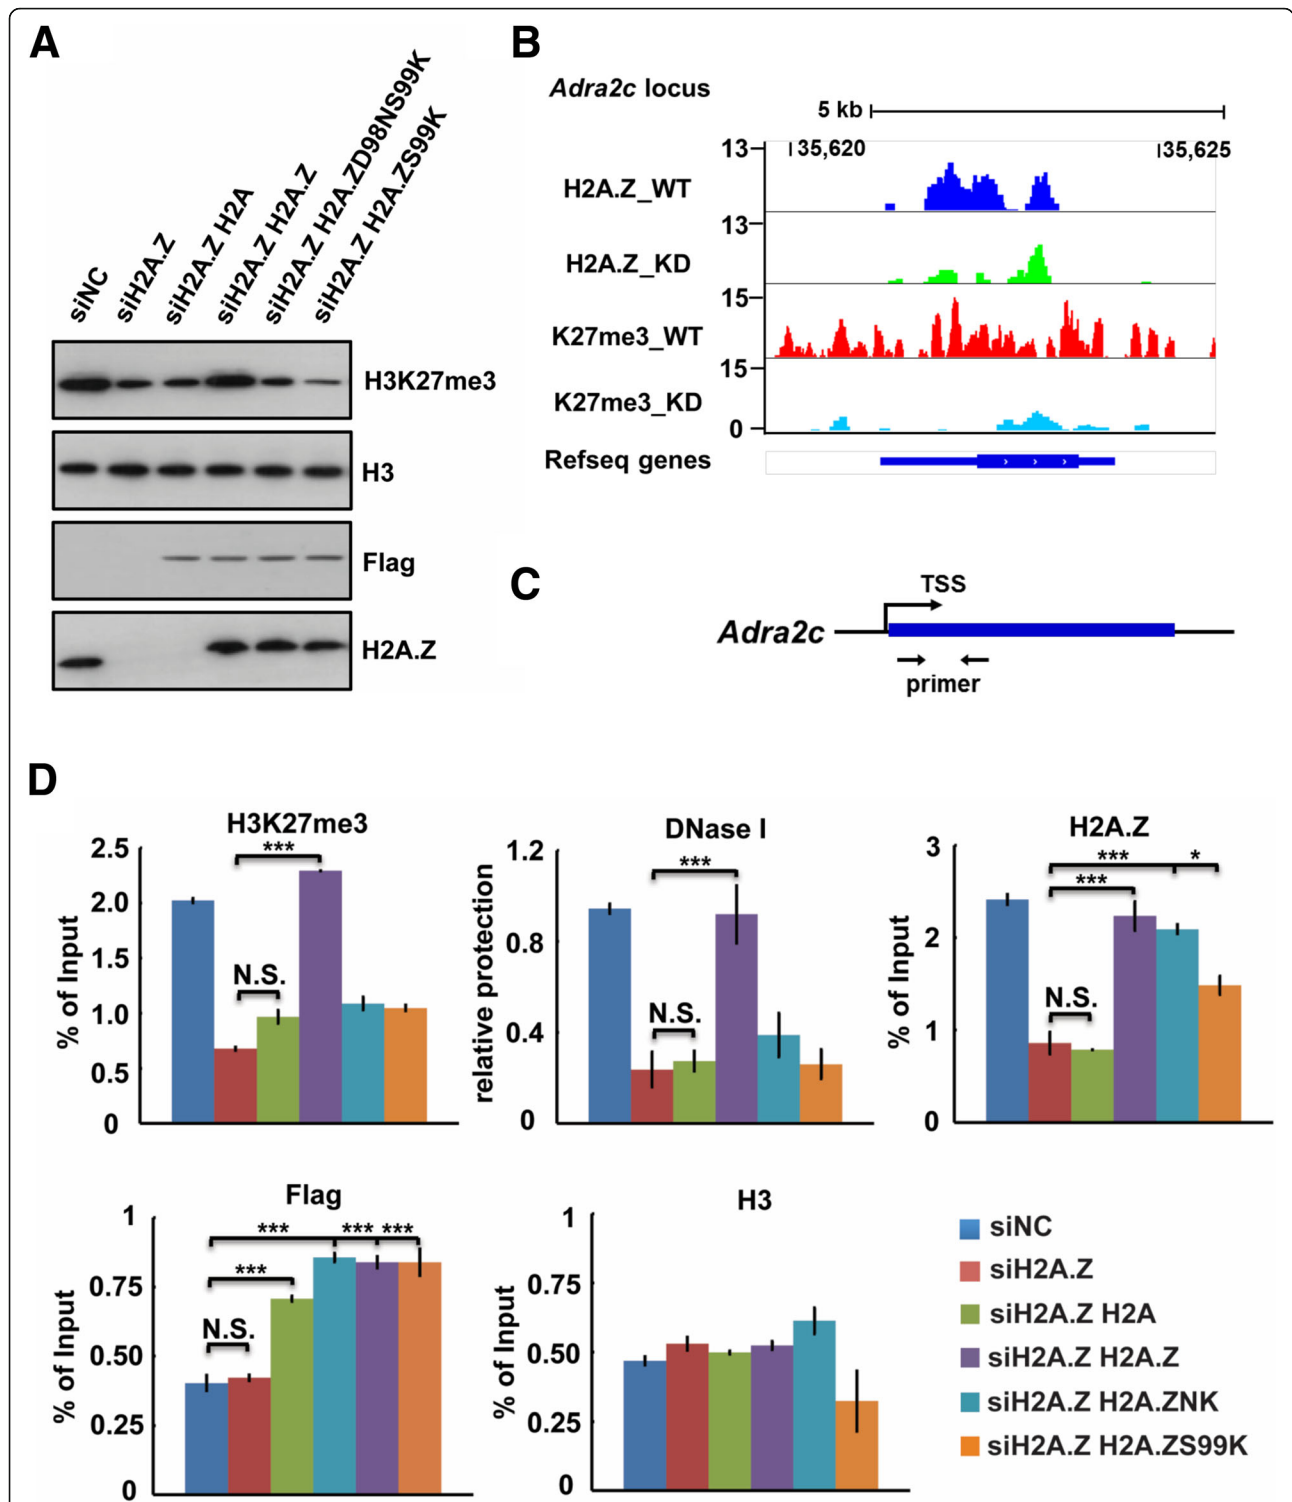 A
siNC
siH2A.Z
siH2A.Z H2A
siH2A.Z H2A.Z
siH2A.Z H2A.ZD98NS99K
siH2A.Z H2A.ZS99K
H3K27me3
H3
Flag
H2A.Z
B
Adra2c locus
5 kb
13
35,620
35,625
H2A.Z_WT
13
H2A.Z_KD
15
K27me3_WT
15
K27me3_KD
0
Refseq genes
C
TSS
Adra2c
primer
D
H3K27me3
% of Input
2.5
2.0
1.5
1.0
0.5
0
***
N.S.
DNase I
relative protection
1.2
0.8
0.4
0
***
N.S.
H2A.Z
% of Input
3
2
1
0
*** *
***
N.S.
Flag
% of Input
1
0.75
0.50
0.25
0
*** *** ***
***
N.S.
H3
% of Input
1
0.75
0.50
0.25
0
siNC
siH2A.Z
siH2A.Z H2A
siH2A.Z H2A.Z
siH2A.Z H2A.ZNK
siH2A.Z H2A.ZS99K